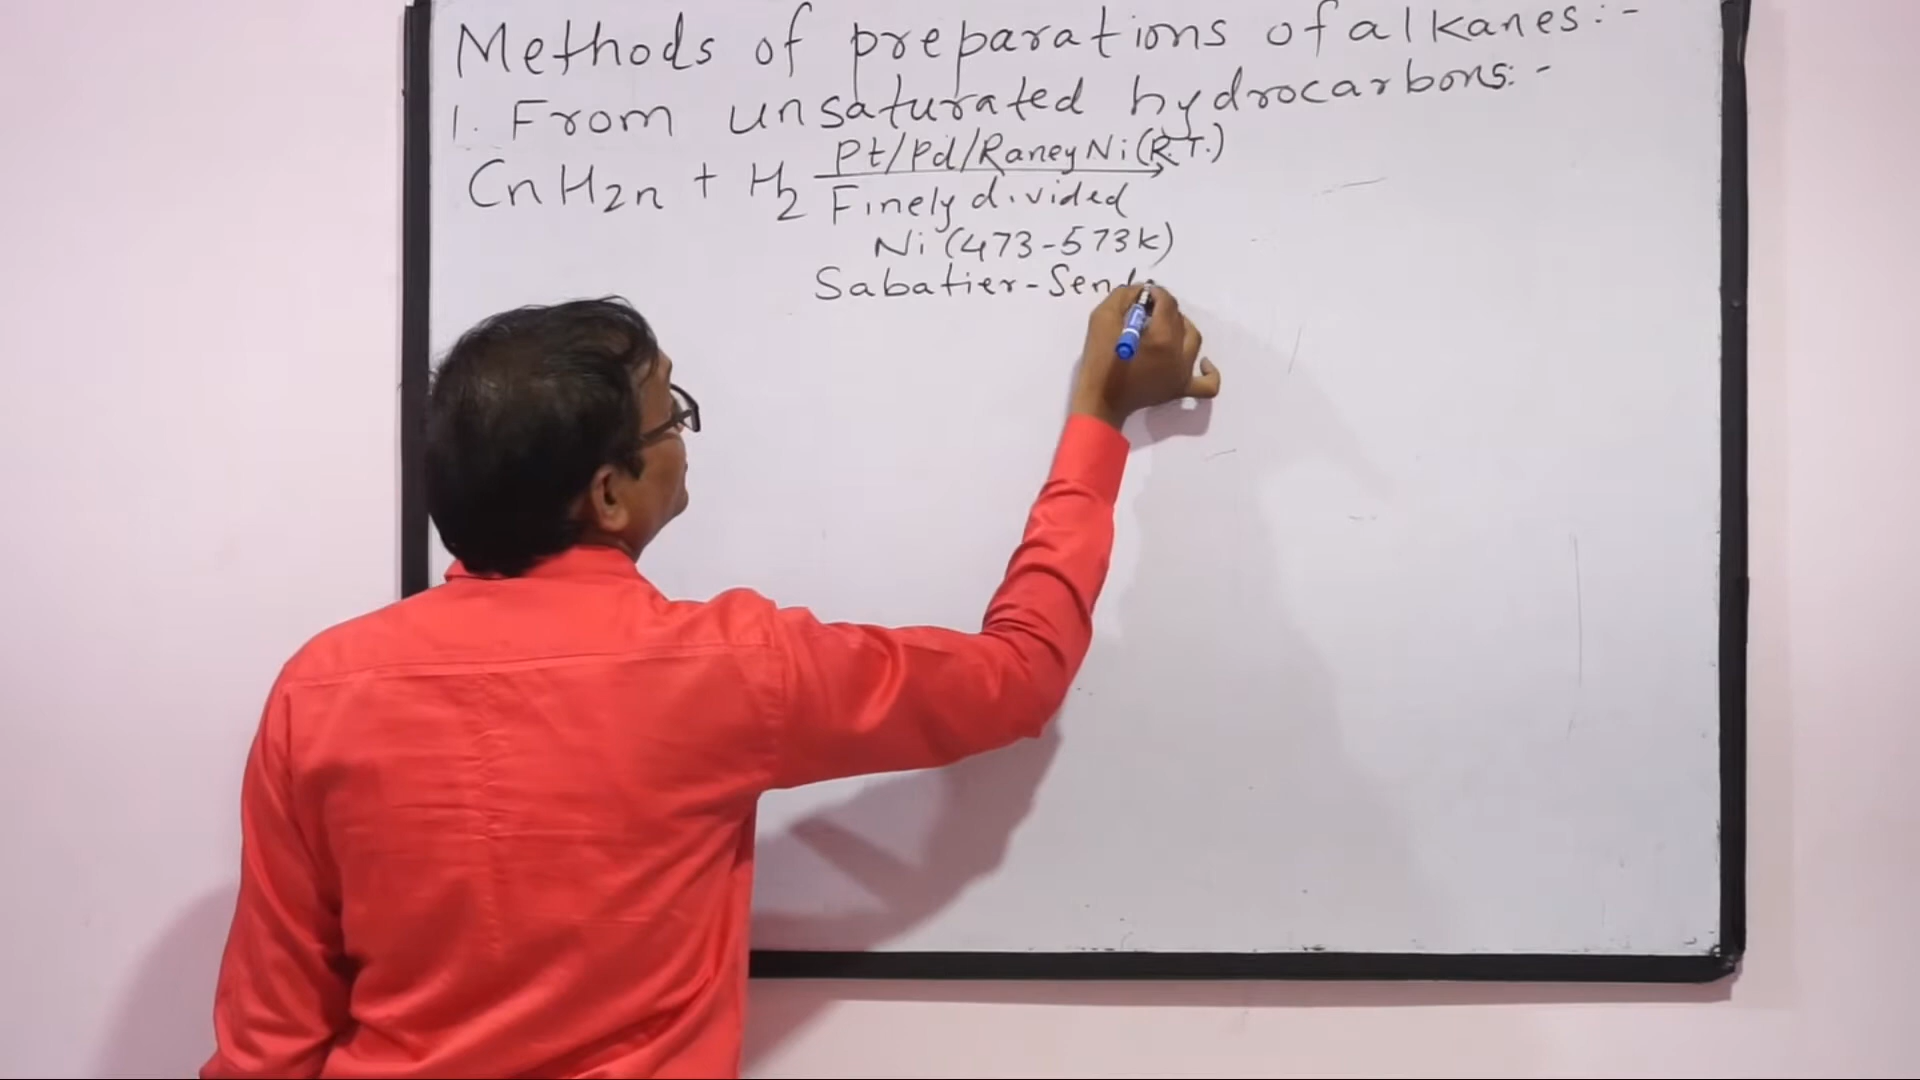 Methods of preparations of alkanes:-
1. From unsaturated hydrocarbons:-
CnH2n + H2 Pt/Pd/Raney Ni (R.T.)
Finely divided
Ni (473-573K)
Sabatier-Send